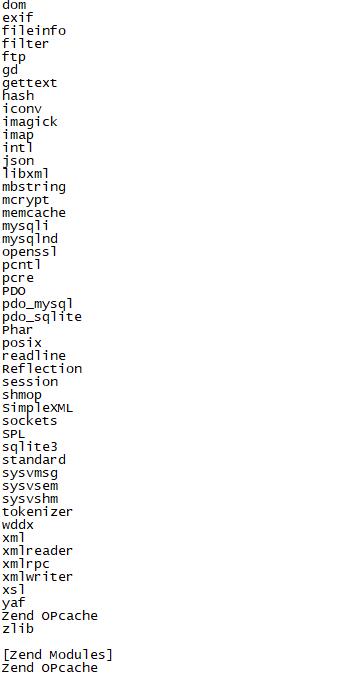 dom
exif
fileinfo
filter
ftp
gd
gettext
hash
iconv
imagick
imap
intl
json
libxml
mbstring
mcrypt
memcache
mysqli
mysqlnd
openssl
pcntl
pcre
PDO
pdo_mysql
pdo_sqlite
Phar
posix
readline
Reflection
session
shmop
SimpleXML
sockets
SPL
sqlite3
standard
sysvmsg
sysvsem
sysvshm
tokenizer
wddx
xml
xmlreader
xmlrpc
xmlwriter
xsl
yaf
Zend OPcache
zlib

[Zend Modules]
Zend OPcache